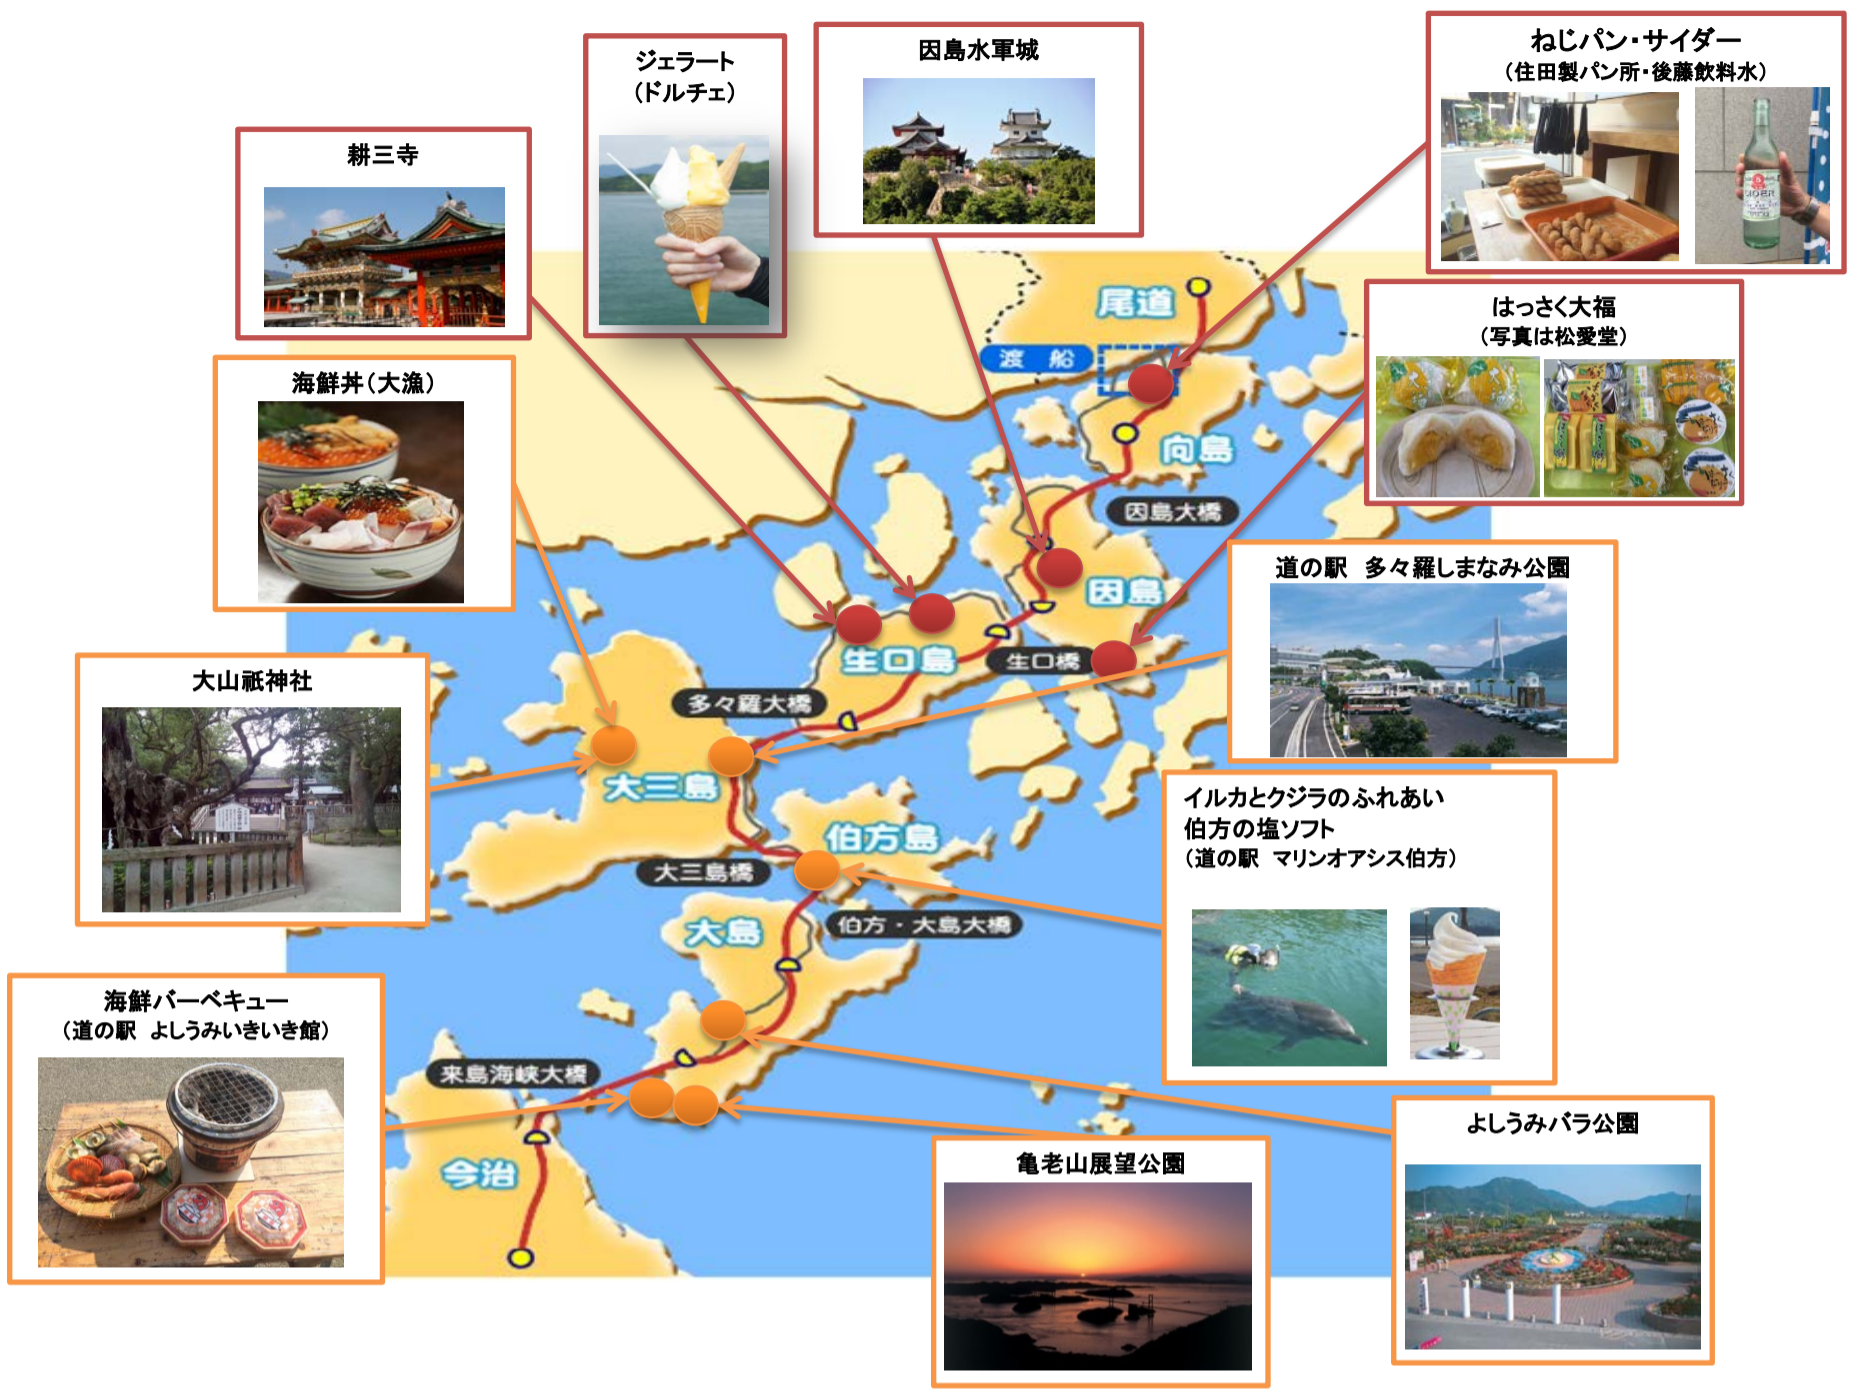 ジェラート
（ドルチェ）
因島水軍城
ねじパン・サイダー
（住田製パン所・後藤飲料水）
CIDER
耕三寺
はっさく大福
（写真は松愛堂）
海鮮丼（大漁）
道の駅　多々羅しまなみ公園
大山祇神社
イルカとクジラのふれあい
伯方の塩ソフト
（道の駅　マリンオアシス伯方）
海鮮バーベキュー
（道の駅　よしうみいきいき館）
よしうみバラ公園
亀老山展望公園
尾道
渡　船
向島
因島大橋
因島
生口島
生口橋
多々羅大橋
大三島
伯方島
大三島橋
大島
伯方・大島大橋
来島海峡大橋
今治